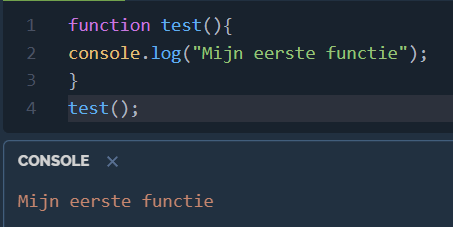 1 function test(){
2 console.log("Mijn eerste functie");
3 }
4 test();
CONSOLE ×
Mijn eerste functie